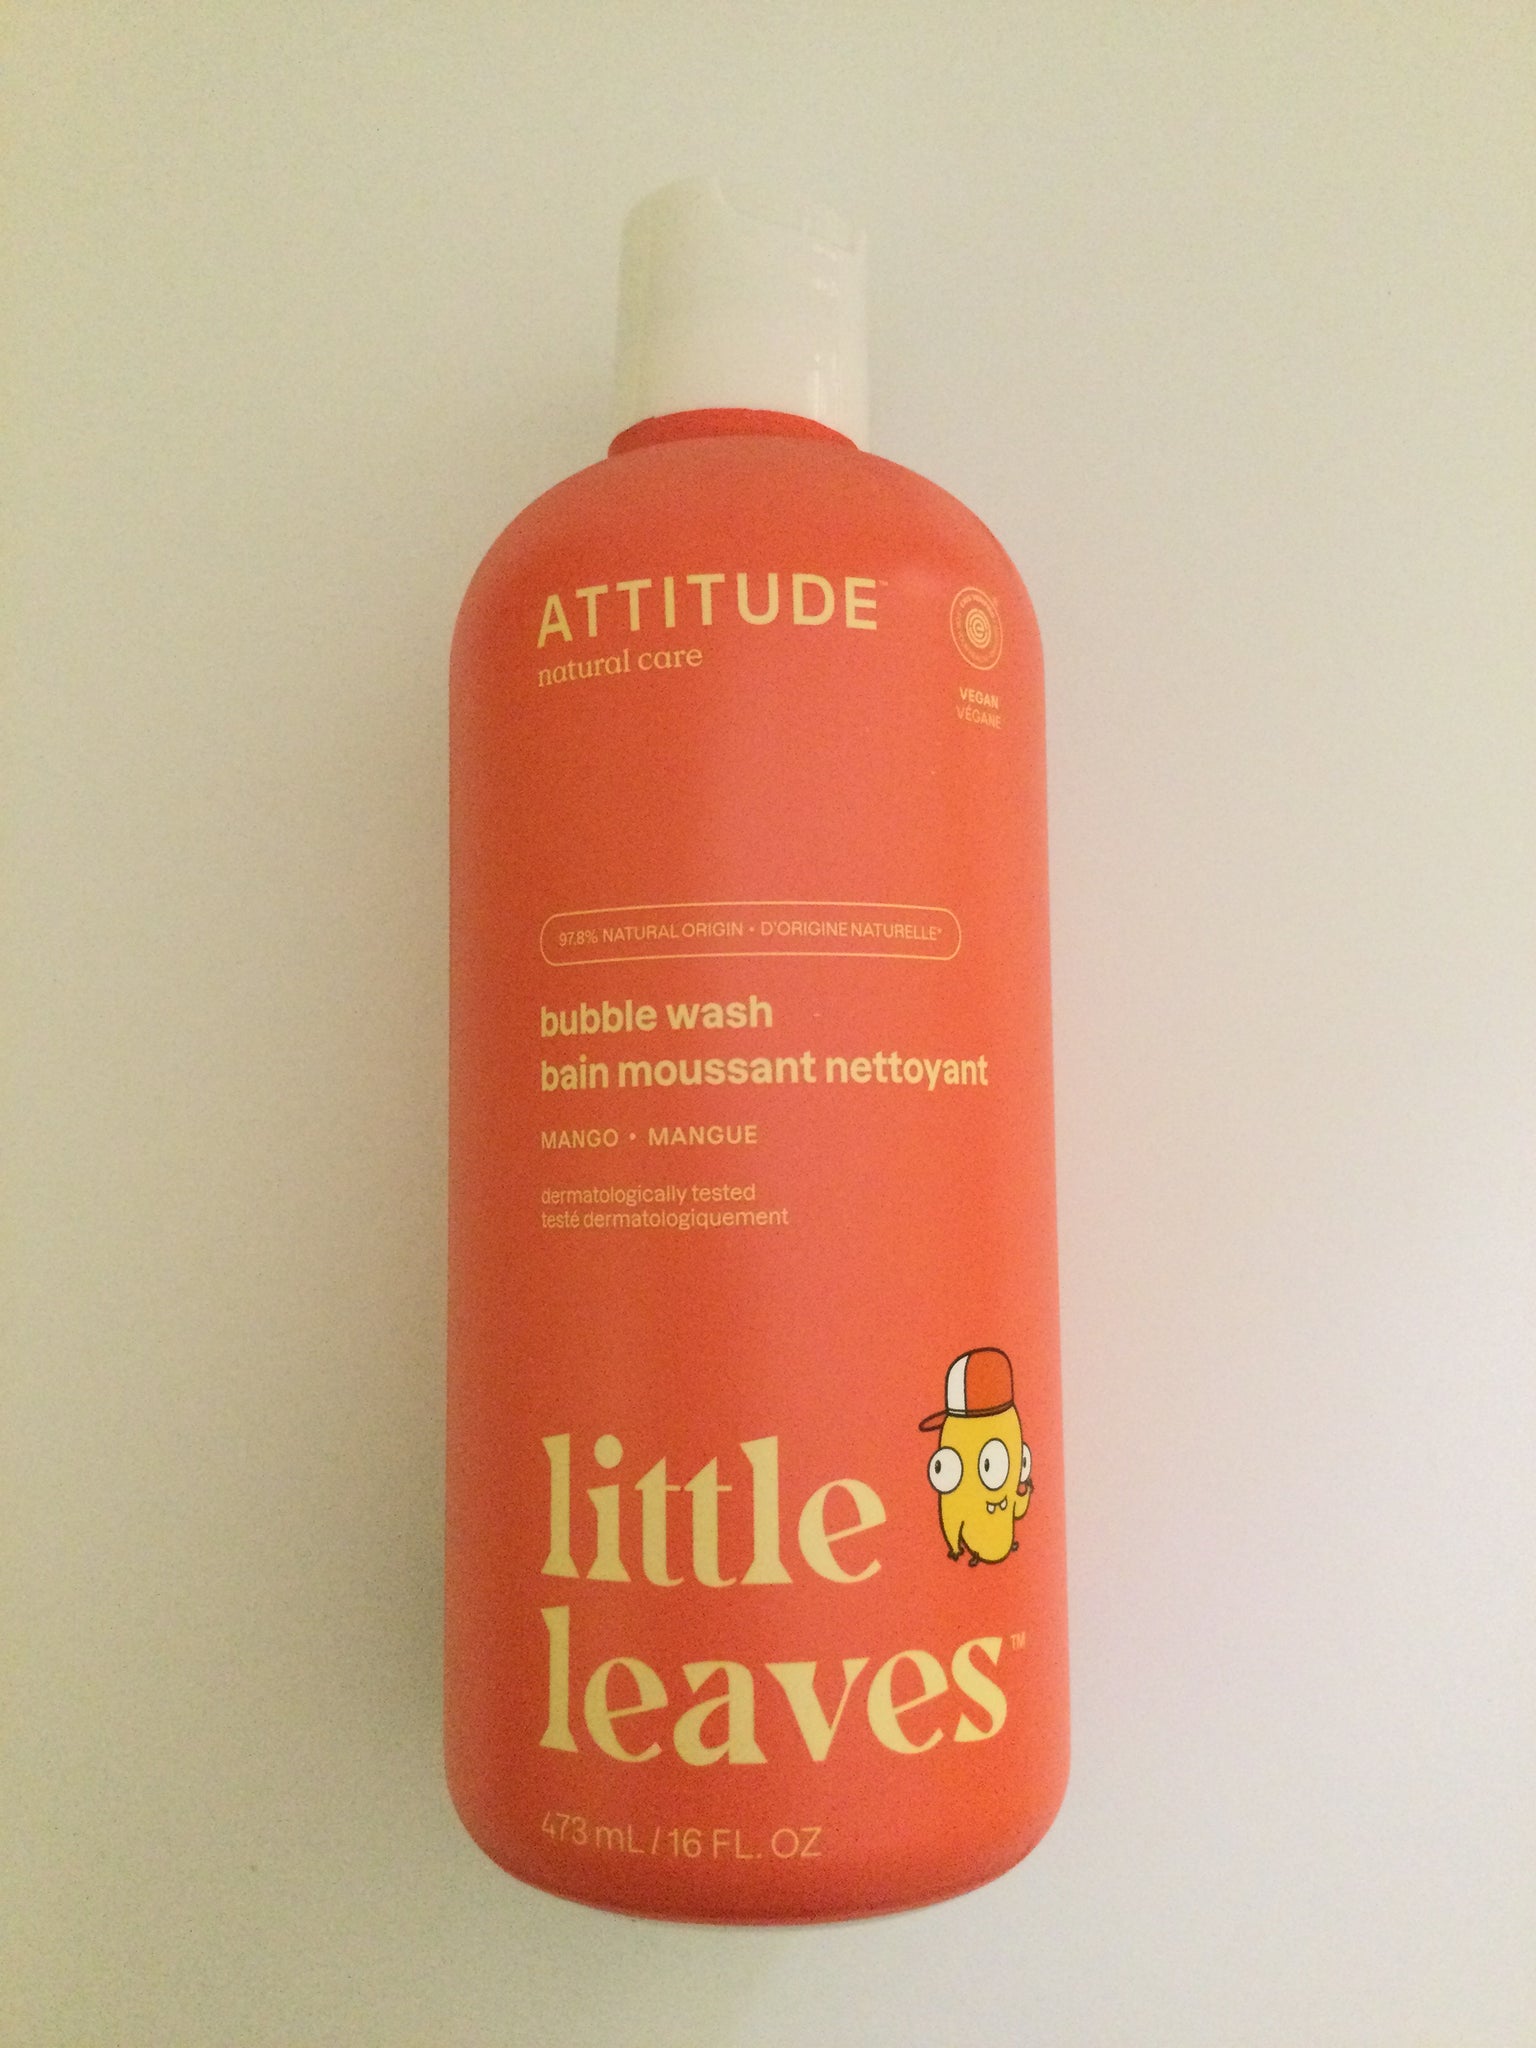 ATTITUDE™
natural care
VEGAN
VÉGANE
97.8% NATURAL ORIGIN • D'ORIGINE NATURELLE*
bubble wash
bain moussant nettoyant
MANGO • MANGUE
dermatologically tested
testé dermatologiquement
little
leaves™
473 mL / 16 FL. OZ